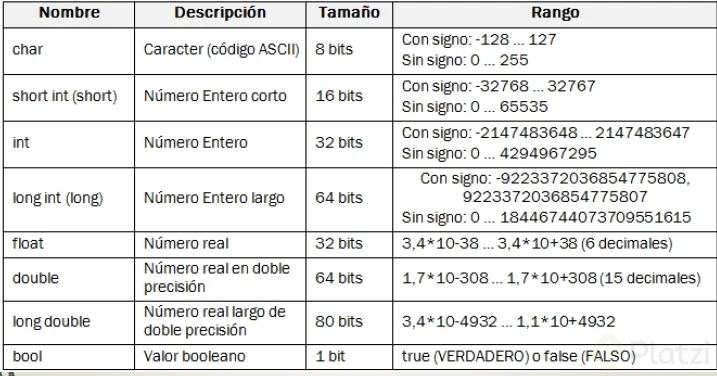 Nombre Descripción Tamaño Rango
char Caracter (código ASCII) 8 bits Con signo: -128 ... 127
Sin signo: 0 ... 255
short int (short) Número Entero corto 16 bits Con signo: -32768 ... 32767
Sin signo: 0 ... 65535
int Número Entero 32 bits Con signo: -2147483648 ... 2147483647
Sin signo: 0 ... 4294967295
long int (long) Número Entero largo 64 bits Con signo: -9223372036854775808,
9223372036854775807
Sin signo: 0 ... 18446744073709551615
float Número real 32 bits 3,4*10-38 ... 3,4*10+38 (6 decimales)
double Número real en doble
precisión 64 bits 1,7*10-308 ... 1,7*10+308 (15 decimales)
long double Número real largo de
doble precisión 80 bits 3,4*10-4932 ... 1,1*10+4932
bool Valor booleano 1 bit true (VERDADERO) o false (FALSO)
Platzi